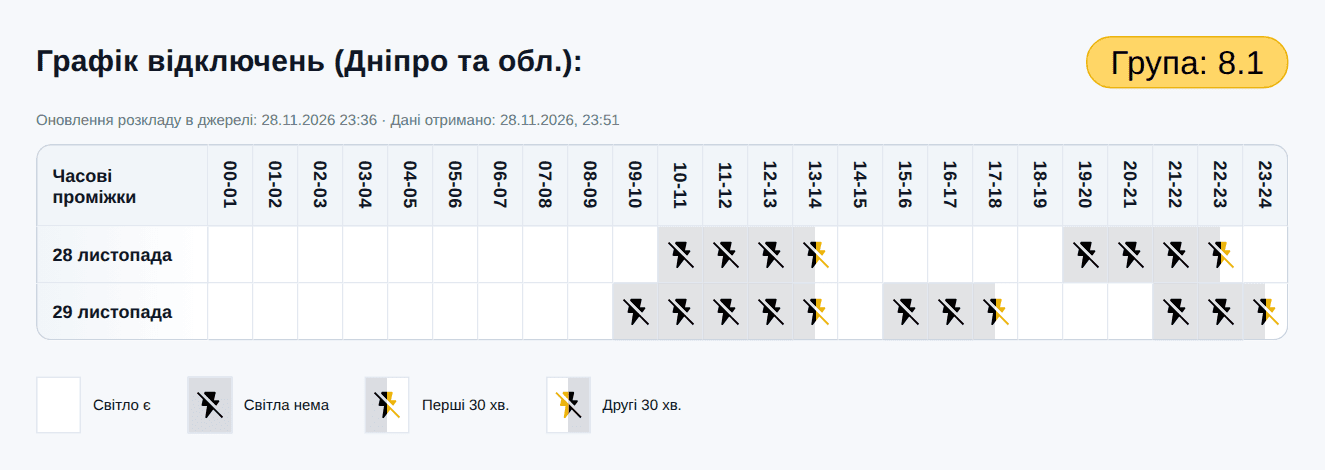 Графік відключень (Дніпро та обл.):
Група: 8.1
Оновлення розкладу в джерелі: 28.11.2026 23:36 · Дані отримано: 28.11.2026, 23:51
Часові
проміжки
00-01
01-02
02-03
03-04
04-05
05-06
06-07
07-08
08-09
09-10
10-11
11-12
12-13
13-14
14-15
15-16
16-17
17-18
18-19
19-20
20-21
21-22
22-23
23-24
28 листопада
29 листопада
Світло є
Світла нема
Перші 30 хв.
Другі 30 хв.